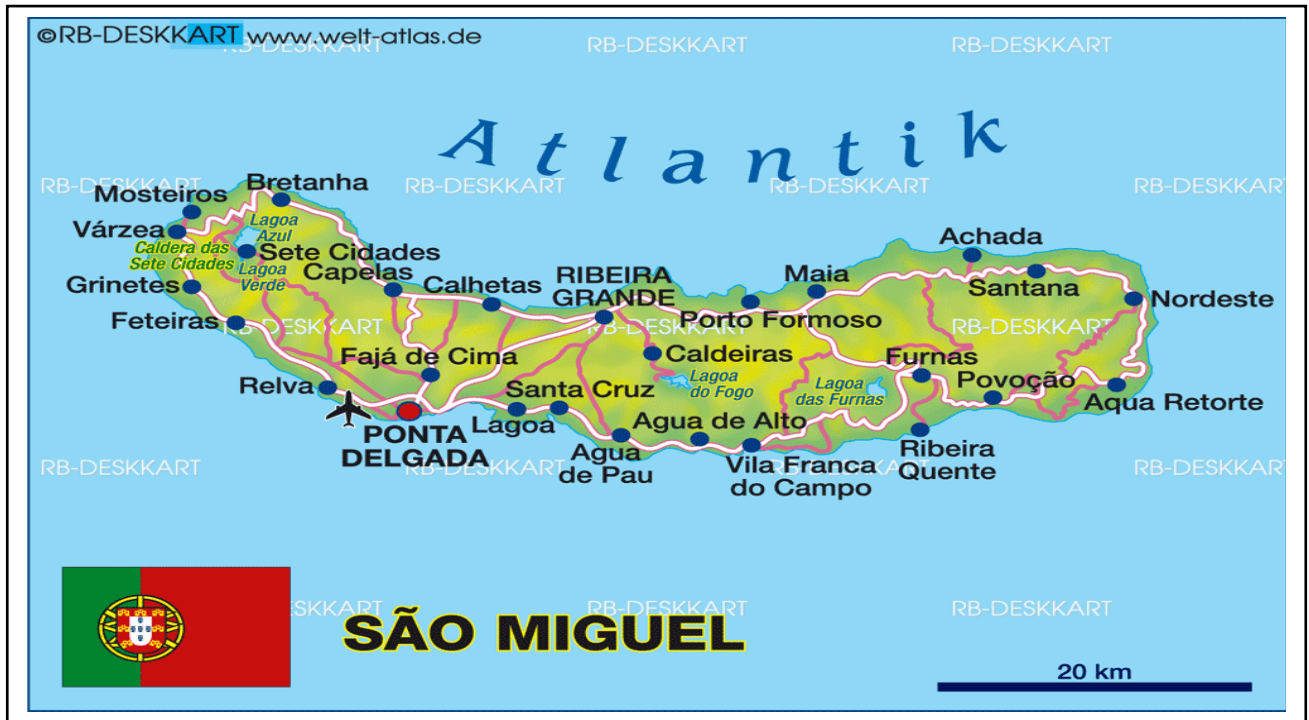 ©RB-DESKKART www.welt-atlas.de
RB-DESKKART RB-DESKKART RB-DESKKART
Atlantik
RB-DESKKART RB-DESKKART RB-DESKKART RB-DESKKAR
Bretanha
Mosteiros
Várzea
Lagoa
Azul
Caldera das
Sete Cidades
Sete Cidades
Lagoa
Verde
Capelas
Grinetes
Calhetas
RIBEIRA
GRANDE
Maia
Achada
Santana
Nordeste
Feteiras
RB-DESKKART RB-DESKKART RB-DESKKART
Porto Formoso
Fajá de Cima
Caldeiras
Furnas
Relva
Santa Cruz
Lagoa
do Fogo
Lagoa
das Furnas
Povoção
Aqua Retorte
PONTA
DELGADA
Lagoa
Agua de Alto
Agua
de Pau
Vila Franca
do Campo
Ribeira
Quente
RB-DESKKART RB-DESKKART RB-DESKKART RB-DESKKAR
ESKKART RB-DESKKART RB-DESKKART
SÃO MIGUEL
20 km